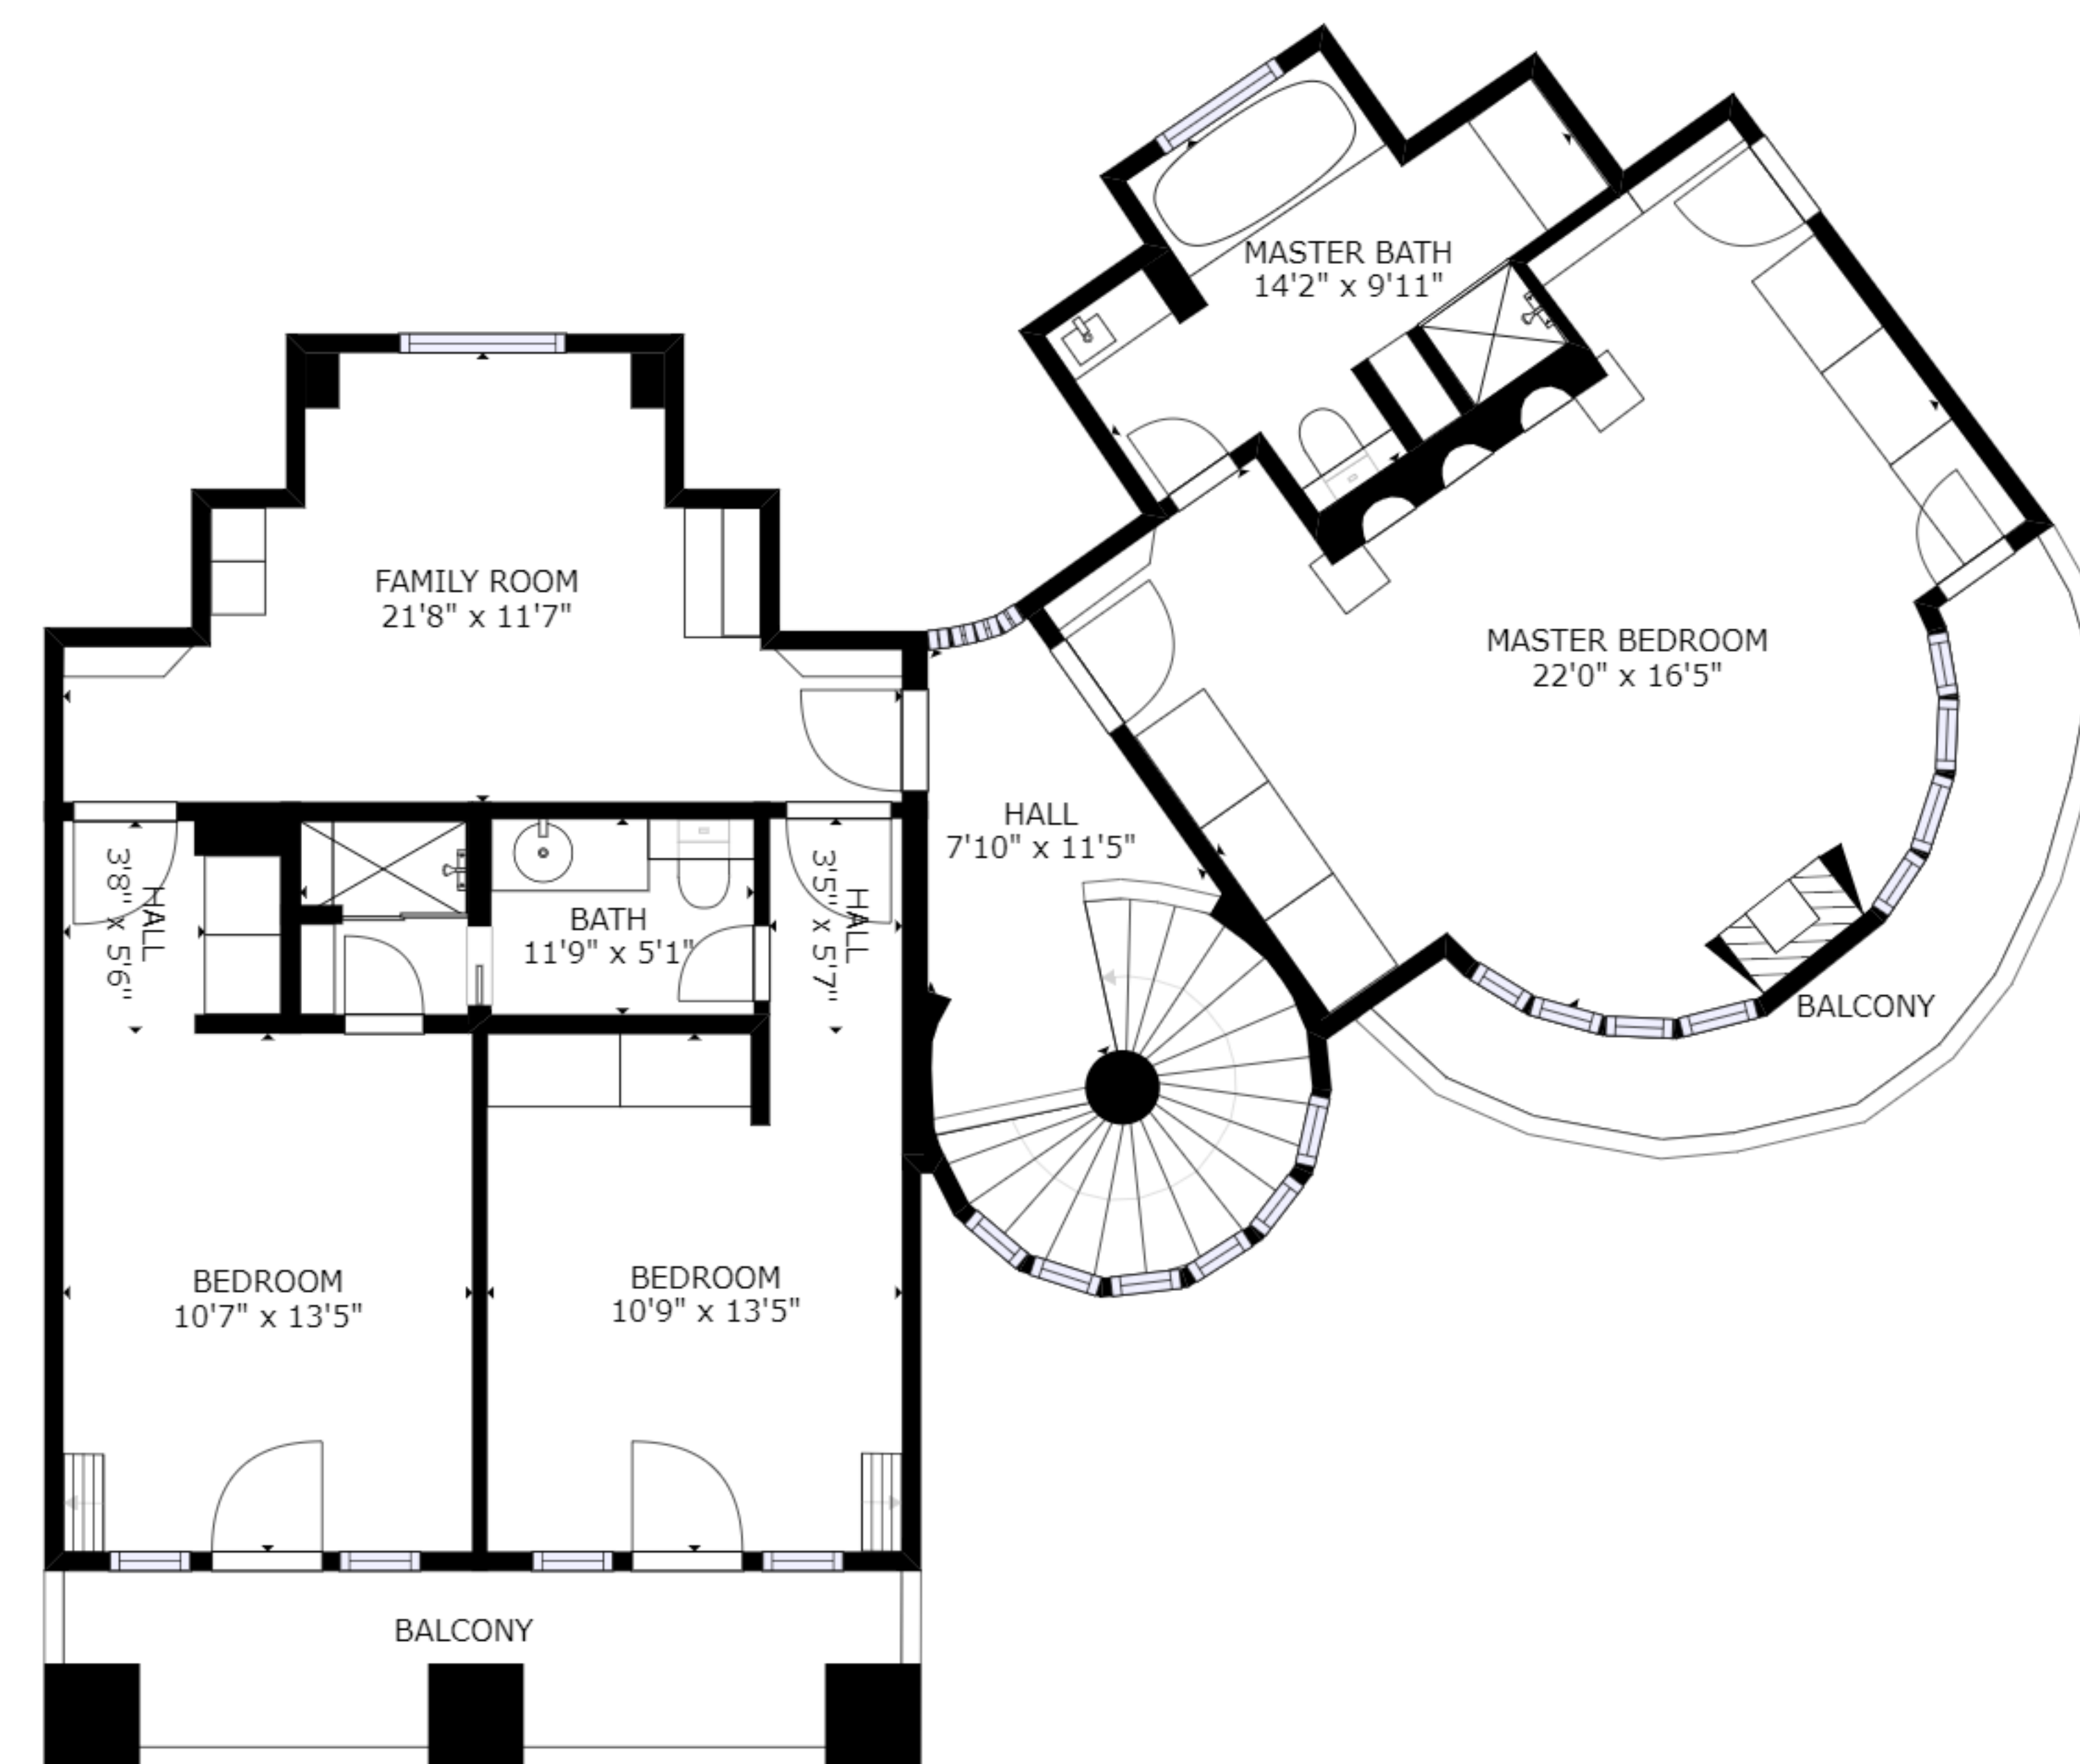 MASTER BATH
14'2" x 9'11"
FAMILY ROOM
21'8" x 11'7"
MASTER BEDROOM
22'0" x 16'5"
HALL
7'10" x 11'5"
HALL
3'8" x 5'6"
BATH
11'9" x 5'1"
HALL
3'5" x 5'7"
BALCONY
BEDROOM
10'7" x 13'5"
BEDROOM
10'9" x 13'5"
BALCONY